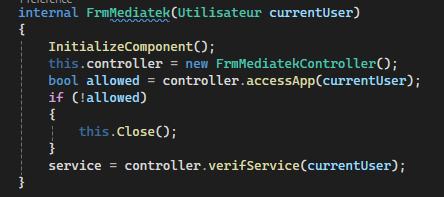 internal FrmMediatek(Utilisateur currentUser)
{
InitializeComponent();
this.controller = new FrmMediatekController();
bool allowed = controller.accessApp(currentUser);
if (!allowed)
{
this.Close();
}
service = controller.verifService(currentUser);
}